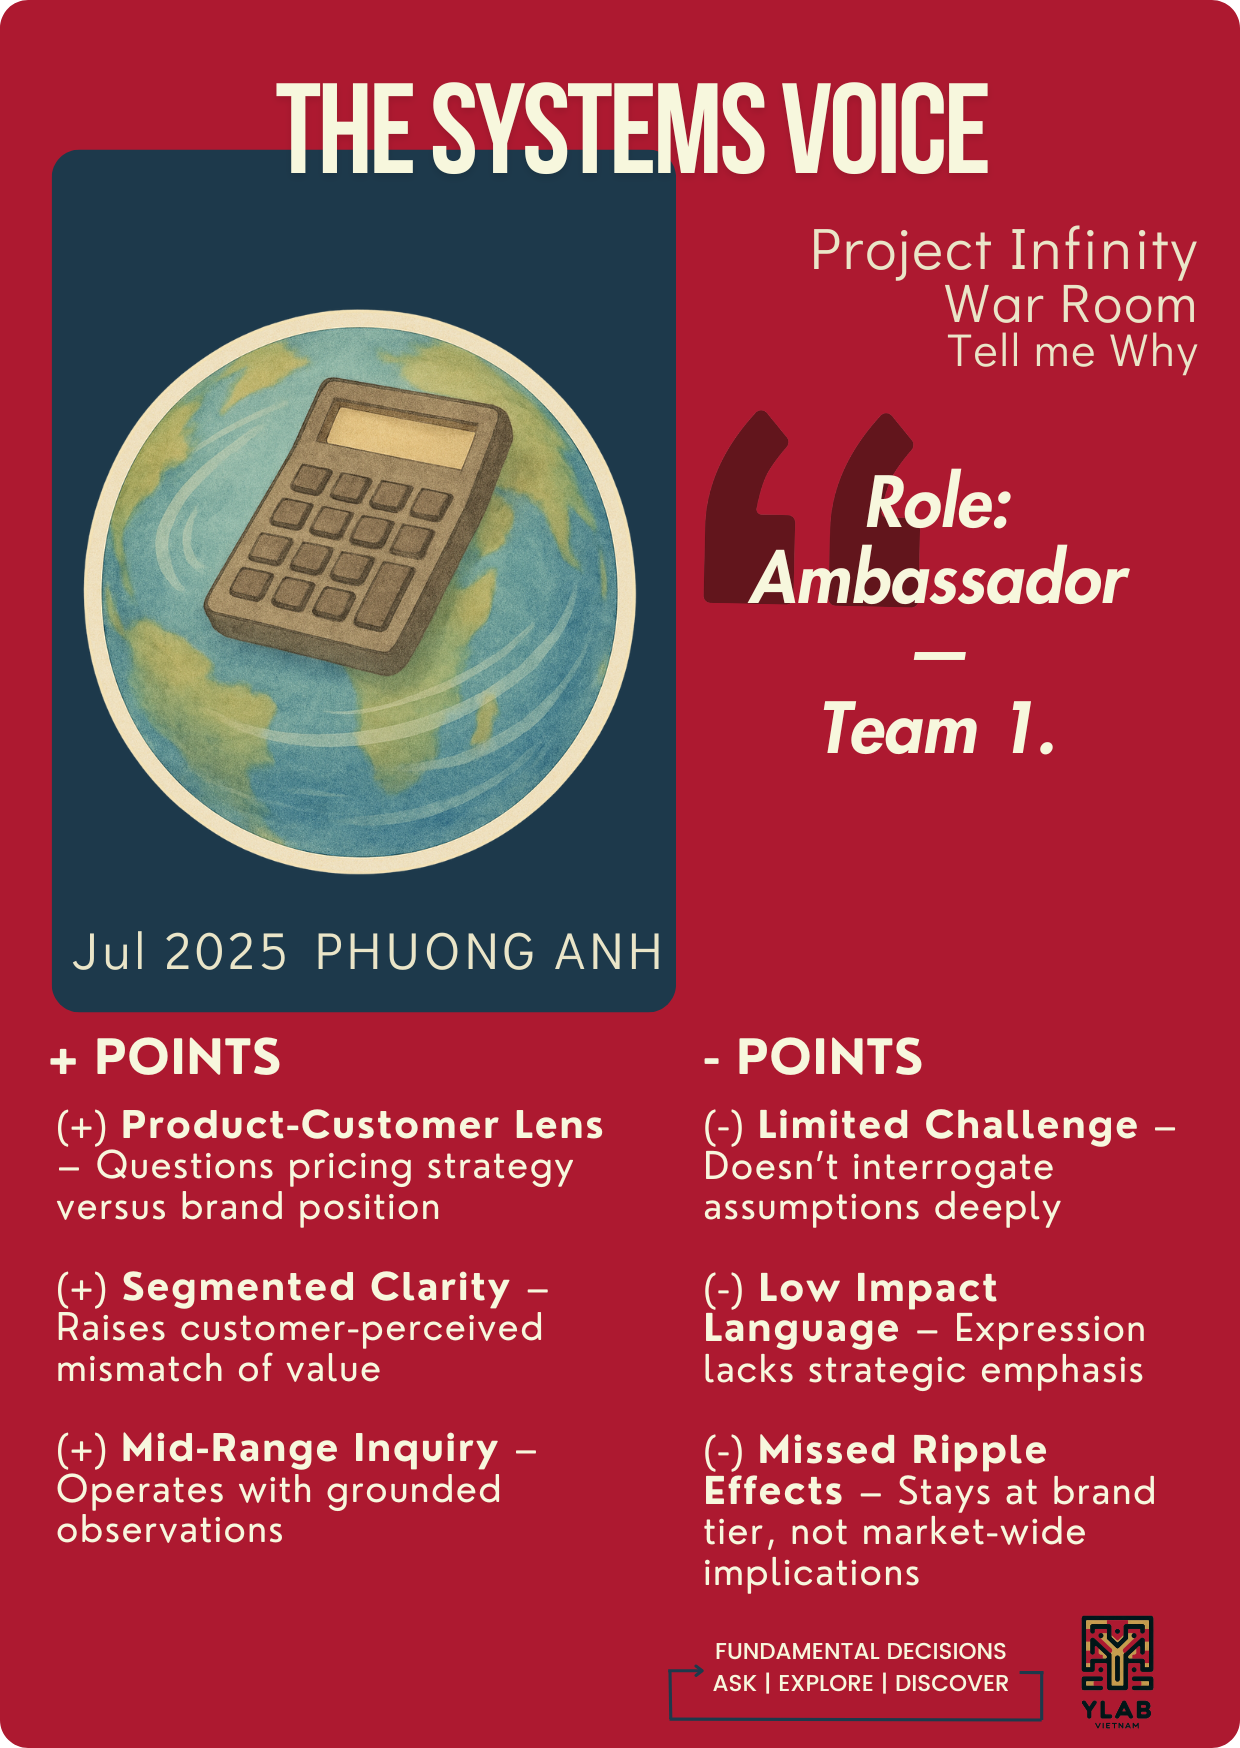 THE SYSTEMS VOICE
Project Infinity
War Room
Tell me Why
Role:
Ambassador
—
Team 1.
Jul 2025 PHUONG ANH
+ POINTS
(+) Product-Customer Lens
– Questions pricing strategy
versus brand position
(+) Segmented Clarity –
Raises customer-perceived
mismatch of value
(+) Mid-Range Inquiry –
Operates with grounded
observations
- POINTS
(-) Limited Challenge –
Doesn’t interrogate
assumptions deeply
(-) Low Impact
Language – Expression
lacks strategic emphasis
(-) Missed Ripple
Effects – Stays at brand
tier, not market-wide
implications
FUNDAMENTAL DECISIONS
ASK | EXPLORE | DISCOVER
YLAB
VIETNAM